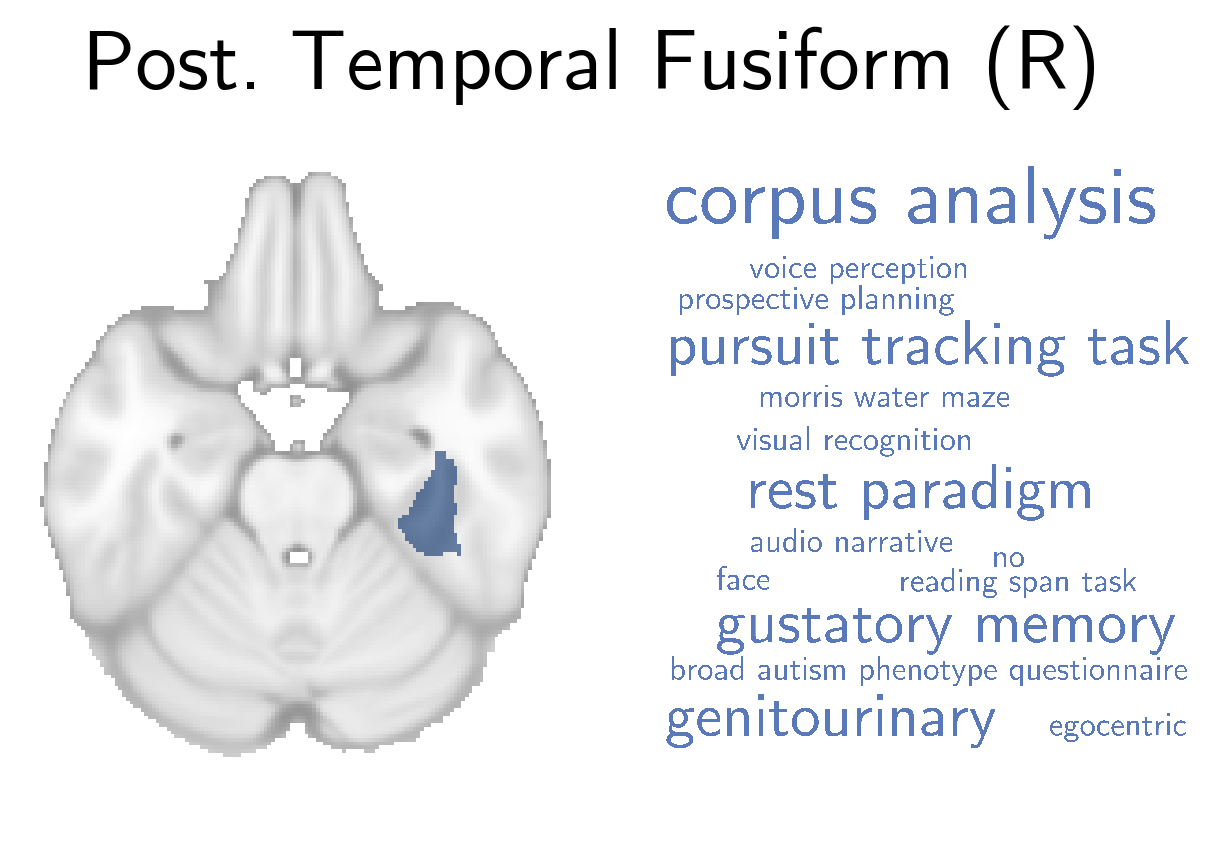 Post. Temporal Fusiform (R)
corpus analysis
voice perception
prospective planning
pursuit tracking task
morris water maze
visual recognition
rest paradigm
audio narrative
no
face
reading span task
gustatory memory
broad autism phenotype questionnaire
genitourinary
egocentric